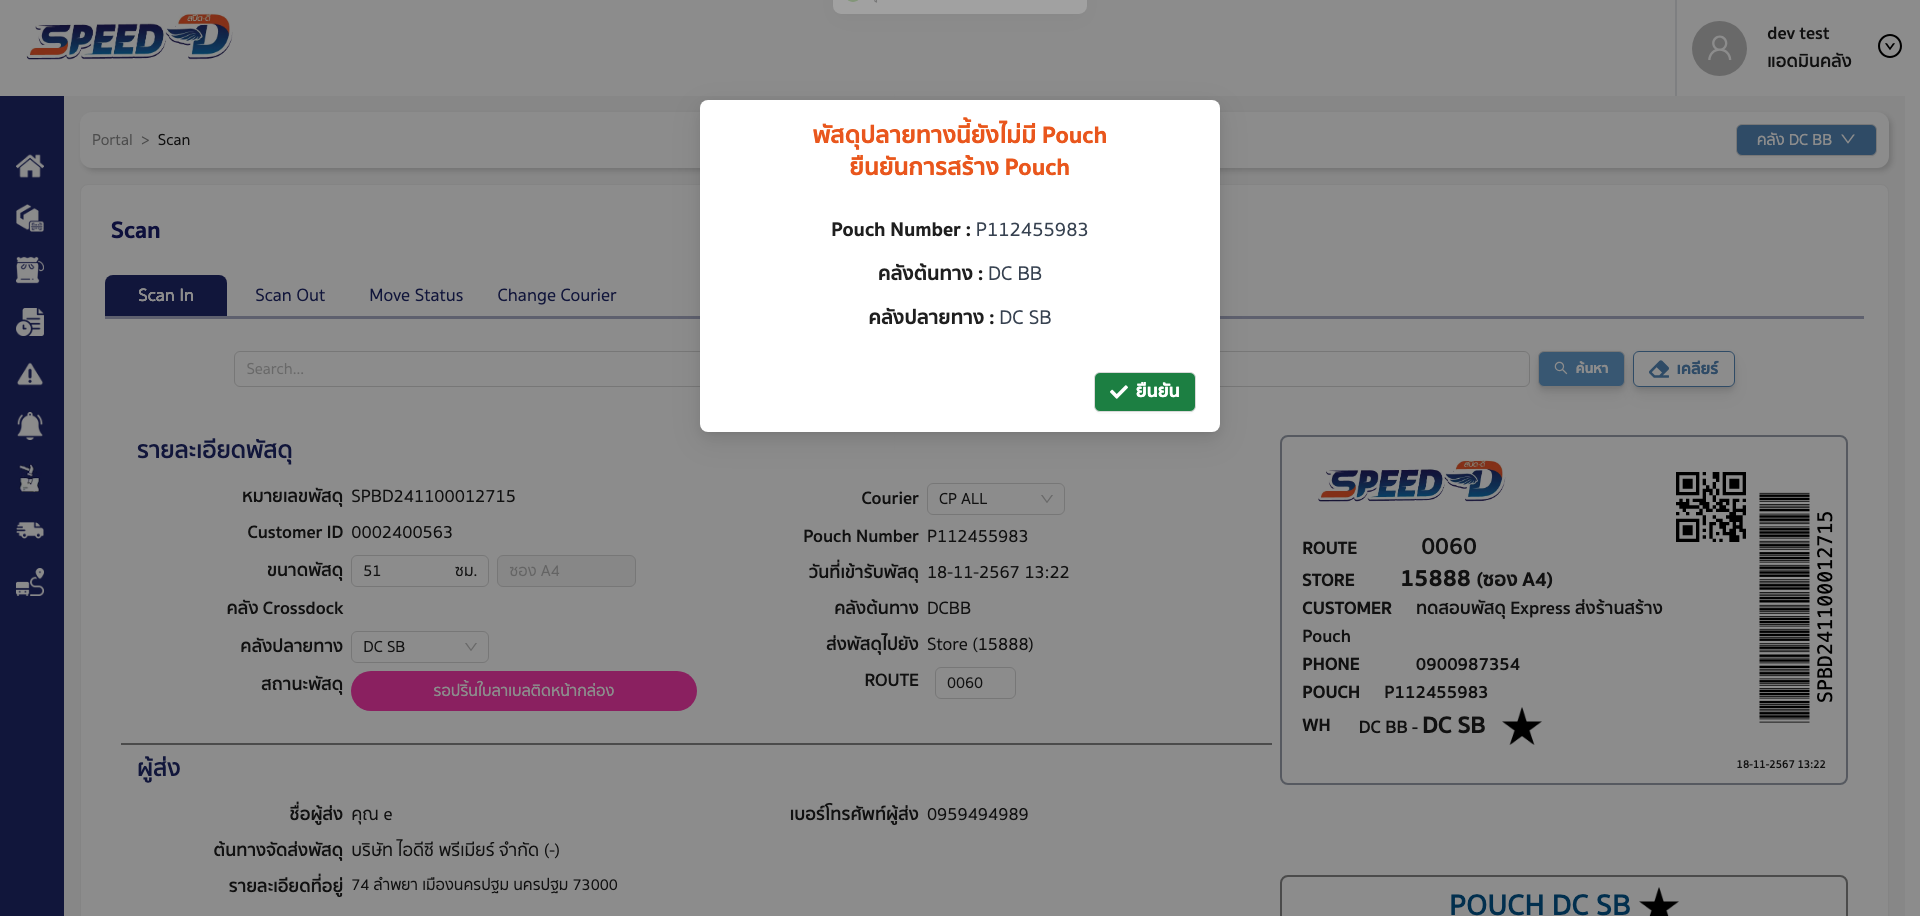 SPEED-D
สปีด-ดี
dev test
แอดมินคลัง
Portal > Scan
คลัง DC BB
พัสดุปลายทางนี้ยังไม่มี Pouch
ยืนยันการสร้าง Pouch
Pouch Number : P112455983
คลังต้นทาง : DC BB
คลังปลายทาง : DC SB
ยืนยัน
Scan
Scan In
Scan Out
Move Status
Change Courier
Search...
ค้นหา
เคลียร์
รายละเอียดพัสดุ
หมายเลขพัสดุ SPBD241100012715
Customer ID 0002400563
ขนาดพัสดุ 51 ซม. ซอง A4
คลัง Crossdock
คลังปลายทาง DC SB
สถานะพัสดุ รอปริ้นใบลาเบลติดหน้ากล่อง
Courier CP ALL
Pouch Number P112455983
วันที่เข้ารับพัสดุ 18-11-2567 13:22
คลังต้นทาง DCBB
ส่งพัสดุไปยัง Store (15888)
ROUTE 0060
SPEED-D
สปีด-ดี
ROUTE 0060
STORE 15888 (ซอง A4)
CUSTOMER ทดสอบพัสดุ Express ส่งร้านสร้าง
Pouch
PHONE 0900987354
POUCH P112455983
WH DC BB - DC SB
18-11-2567 13:22
SPBD241100012715
ผู้ส่ง
ชื่อผู้ส่ง คุณ e
เบอร์โทรศัพท์ผู้ส่ง 0959494989
ต้นทางจัดส่งพัสดุ บริษัท ไอดีซี พรีเมียร์ จำกัด (-)
รายละเอียดที่อยู่ 74 ลำพยา เมืองนครปฐม นครปฐม 73000
POUCH DC SB